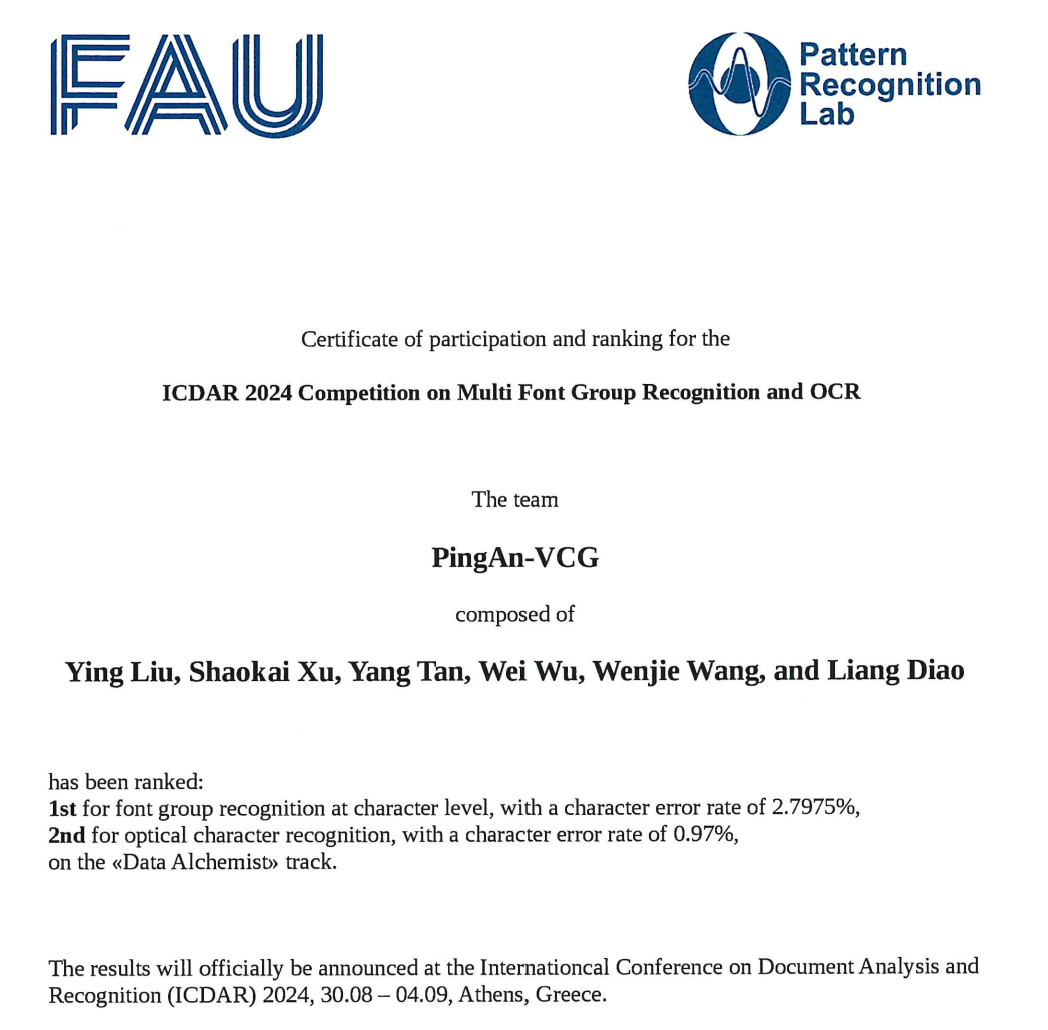 FAU
Pattern
Recognition
Lab
Certificate of participation and ranking for the
ICDAR 2024 Competition on Multi Font Group Recognition and OCR
The team
PingAn-VCG
composed of
Ying Liu, Shaokai Xu, Yang Tan, Wei Wu, Wenjie Wang, and Liang Diao
has been ranked:
1st for font group recognition at character level, with a character error rate of 2.7975%,
2nd for optical character recognition, with a character error rate of 0.97%,
on the «Data Alchemist» track.
The results will officially be announced at the Internationcal Conference on Document Analysis and
Recognition (ICDAR) 2024, 30.08 – 04.09, Athens, Greece.